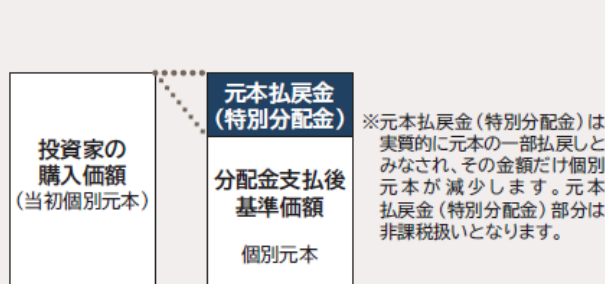 投資家の
購入価額
(当初個別元本)
元本払戻金
(特別分配金)
分配金支払後
基準価額
個別元本
※元本払戻金(特別分配金)は
実質的に元本の一部払戻しと
みなされ、その金額だけ個別
元本が減少します。元本
払戻金(特別分配金)部分は
非課税扱いとなります。